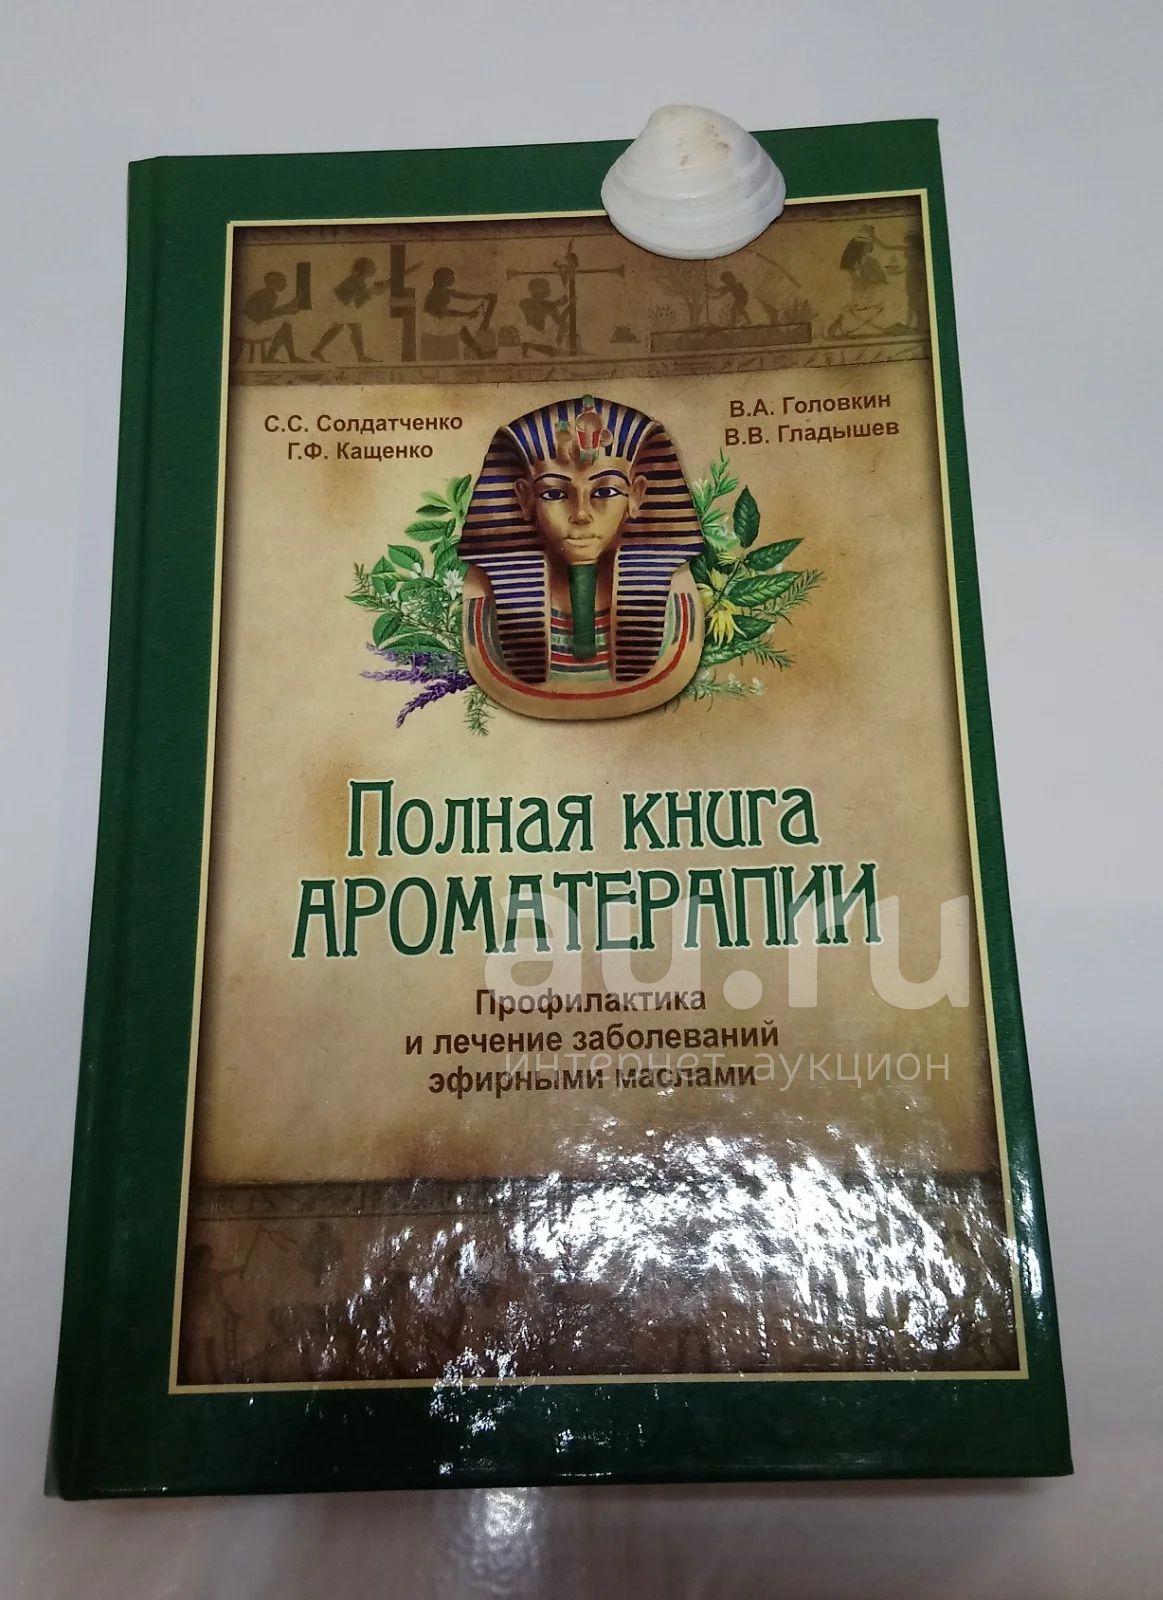 С.С. Солдатченко
Г.Ф. Кащенко
В.А. Головкин
В.В. Гладышев
Полная книга
АРОМАТЕРАПИИ
Профилактика
и лечение заболеваний
эфирными маслами
au.ru
интернет-аукцион